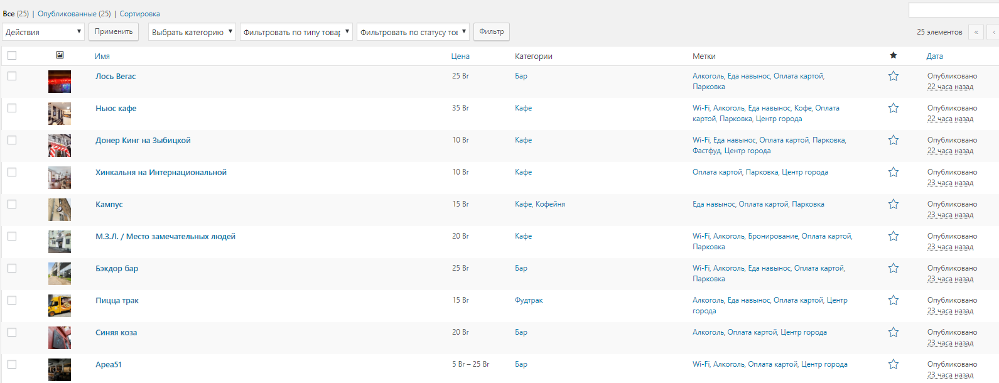 Все (25) | Опубликованные (25) | Сортировка
Действия Применить Выбрать категорию Фильтровать по типу товар Фильтровать по статусу тов Фильтр 25 элементов « ‹
Имя Цена Категории Метки ★ Дата
Лось Вегас 25 Br Бар Алкоголь, Еда навынос, Оплата картой, Опубликовано
Парковка 22 часа назад
Ньюс кафе 35 Br Кафе Wi-Fi, Алкоголь, Еда навынос, Кофе, Оплата Опубликовано
картой, Парковка, Центр города 22 часа назад
Донер Кинг на Зыбицкой 10 Br Кафе Wi-Fi, Еда навынос, Оплата картой, Парковка, Опубликовано
Фастфуд, Центр города 22 часа назад
Хинкальня на Интернациональной 10 Br Кафе Оплата картой, Парковка, Центр города Опубликовано
23 часа назад
Кампус 15 Br Кафе, Кофейня Еда навынос, Оплата картой, Парковка Опубликовано
23 часа назад
М.З.Л. / Место замечательных людей 20 Br Кафе Wi-Fi, Алкоголь, Бронирование, Оплата картой, Опубликовано
Парковка 23 часа назад
Бэкдор бар 25 Br Бар Wi-Fi, Алкоголь, Еда навынос, Оплата картой, Опубликовано
Парковка 23 часа назад
Пицца трак 15 Br Фудтрак Алкоголь, Еда навынос, Оплата картой, Центр Опубликовано
города 23 часа назад
Синяя коза 20 Br Бар Алкоголь, Оплата картой, Центр города Опубликовано
23 часа назад
Ареа51 5 Br – 25 Br Бар Wi-Fi, Алкоголь, Оплата картой, Центр города Опубликовано
23 часа назад